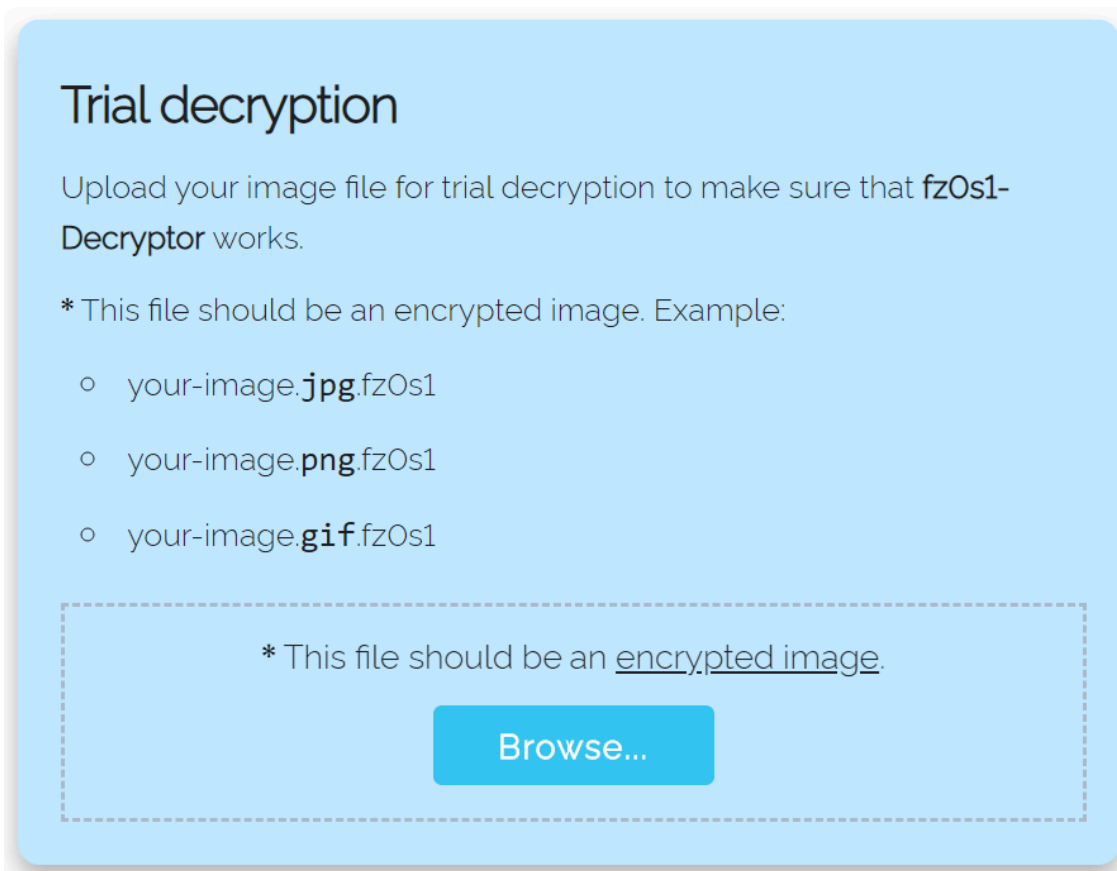 Trial decryption
Upload your image file for trial decryption to make sure that fz0s1-
Decryptor works.
* This file should be an encrypted image. Example:
your-image.jpg.fz0s1
your-image.png.fz0s1
your-image.gif.fz0s1
* This file should be an encrypted image.
Browse...